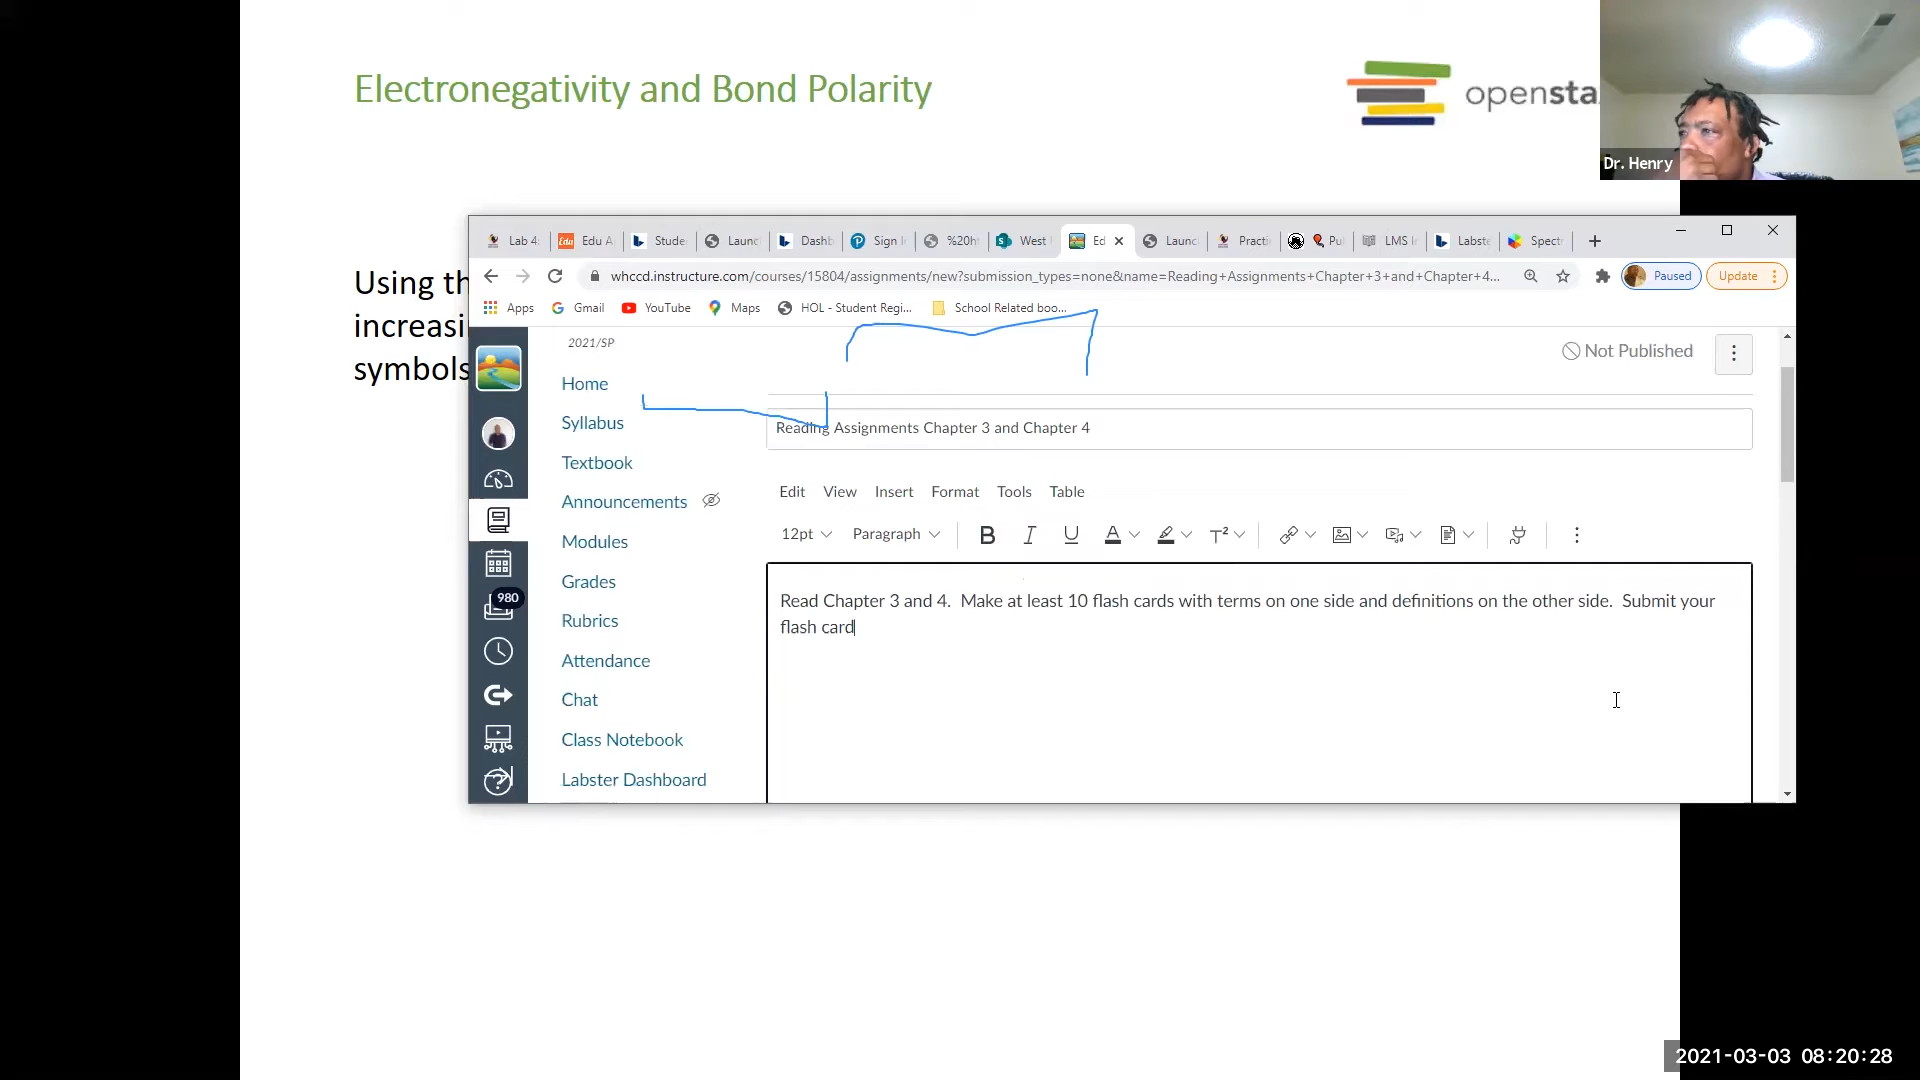 Electronegativity and Bond Polarity
opensta
Dr. Henry
Using th
increasi
symbols
Lab 4:
Edu A
Stude
Launc
Dashb
Sign I
%20h
West
Ed
Launc
Practi
Pul
LMS In
Labste
Spectr
whccd.instructure.com/courses/15804/assignments/new?submission_types=none&name=Reading+Assignments+Chapter+3+and+Chapter+4...
Paused
Update
Apps
Gmail
YouTube
Maps
HOL - Student Regi...
School Related boo...
2021/SP
Not Published
Home
Syllabus
Textbook
Announcements
Modules
Grades
Rubrics
Attendance
Chat
Class Notebook
Labster Dashboard
980
Reading Assignments Chapter 3 and Chapter 4
Edit View Insert Format Tools Table
12pt Paragraph B I U A T²
Read Chapter 3 and 4. Make at least 10 flash cards with terms on one side and definitions on the other side. Submit your
flash card
2021-03-03 08:20:28